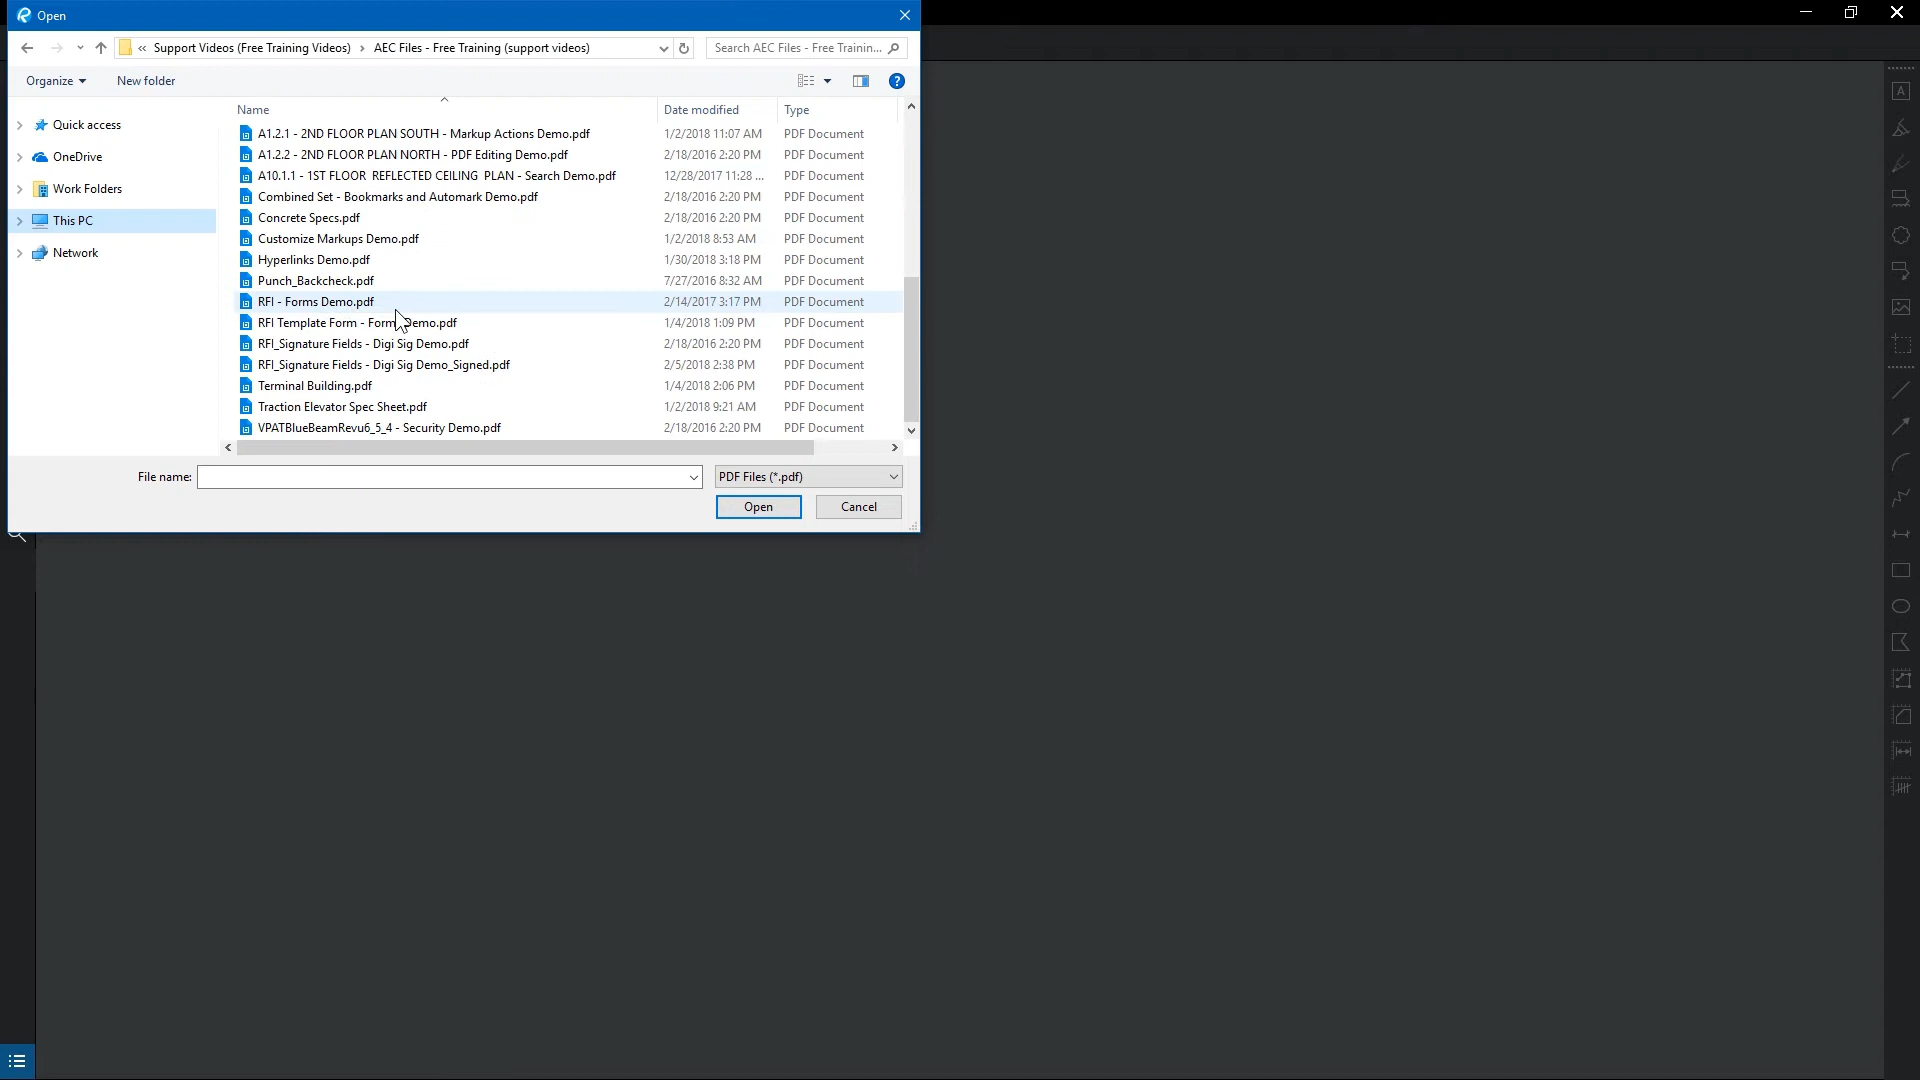 Open
« Support Videos (Free Training Videos) › AEC Files - Free Training (support videos)
Search AEC Files - Free Trainin...
Organize
New folder
Name Date modified Type
Quick access
OneDrive
Work Folders
This PC
Network
A1.2.1 - 2ND FLOOR PLAN SOUTH - Markup Actions Demo.pdf 1/2/2018 11:07 AM PDF Document
A1.2.2 - 2ND FLOOR PLAN NORTH - PDF Editing Demo.pdf 2/18/2016 2:20 PM PDF Document
A10.1.1 - 1ST FLOOR REFLECTED CEILING PLAN - Search Demo.pdf 12/28/2017 11:28 ... PDF Document
Combined Set - Bookmarks and Automark Demo.pdf 2/18/2016 2:20 PM PDF Document
Concrete Specs.pdf 2/18/2016 2:20 PM PDF Document
Customize Markups Demo.pdf 1/2/2018 8:53 AM PDF Document
Hyperlinks Demo.pdf 1/30/2018 3:18 PM PDF Document
Punch_Backcheck.pdf 7/27/2016 8:32 AM PDF Document
RFI - Forms Demo.pdf 2/14/2017 3:17 PM PDF Document
RFI Template Form - Form Demo.pdf 1/4/2018 1:09 PM PDF Document
RFI_Signature Fields - Digi Sig Demo.pdf 2/18/2016 2:20 PM PDF Document
RFI_Signature Fields - Digi Sig Demo_Signed.pdf 2/5/2018 2:38 PM PDF Document
Terminal Building.pdf 1/4/2018 2:06 PM PDF Document
Traction Elevator Spec Sheet.pdf 1/2/2018 9:21 AM PDF Document
VPATBlueBeamRevu6_5_4 - Security Demo.pdf 2/18/2016 2:20 PM PDF Document
File name:
PDF Files (*.pdf)
Open
Cancel